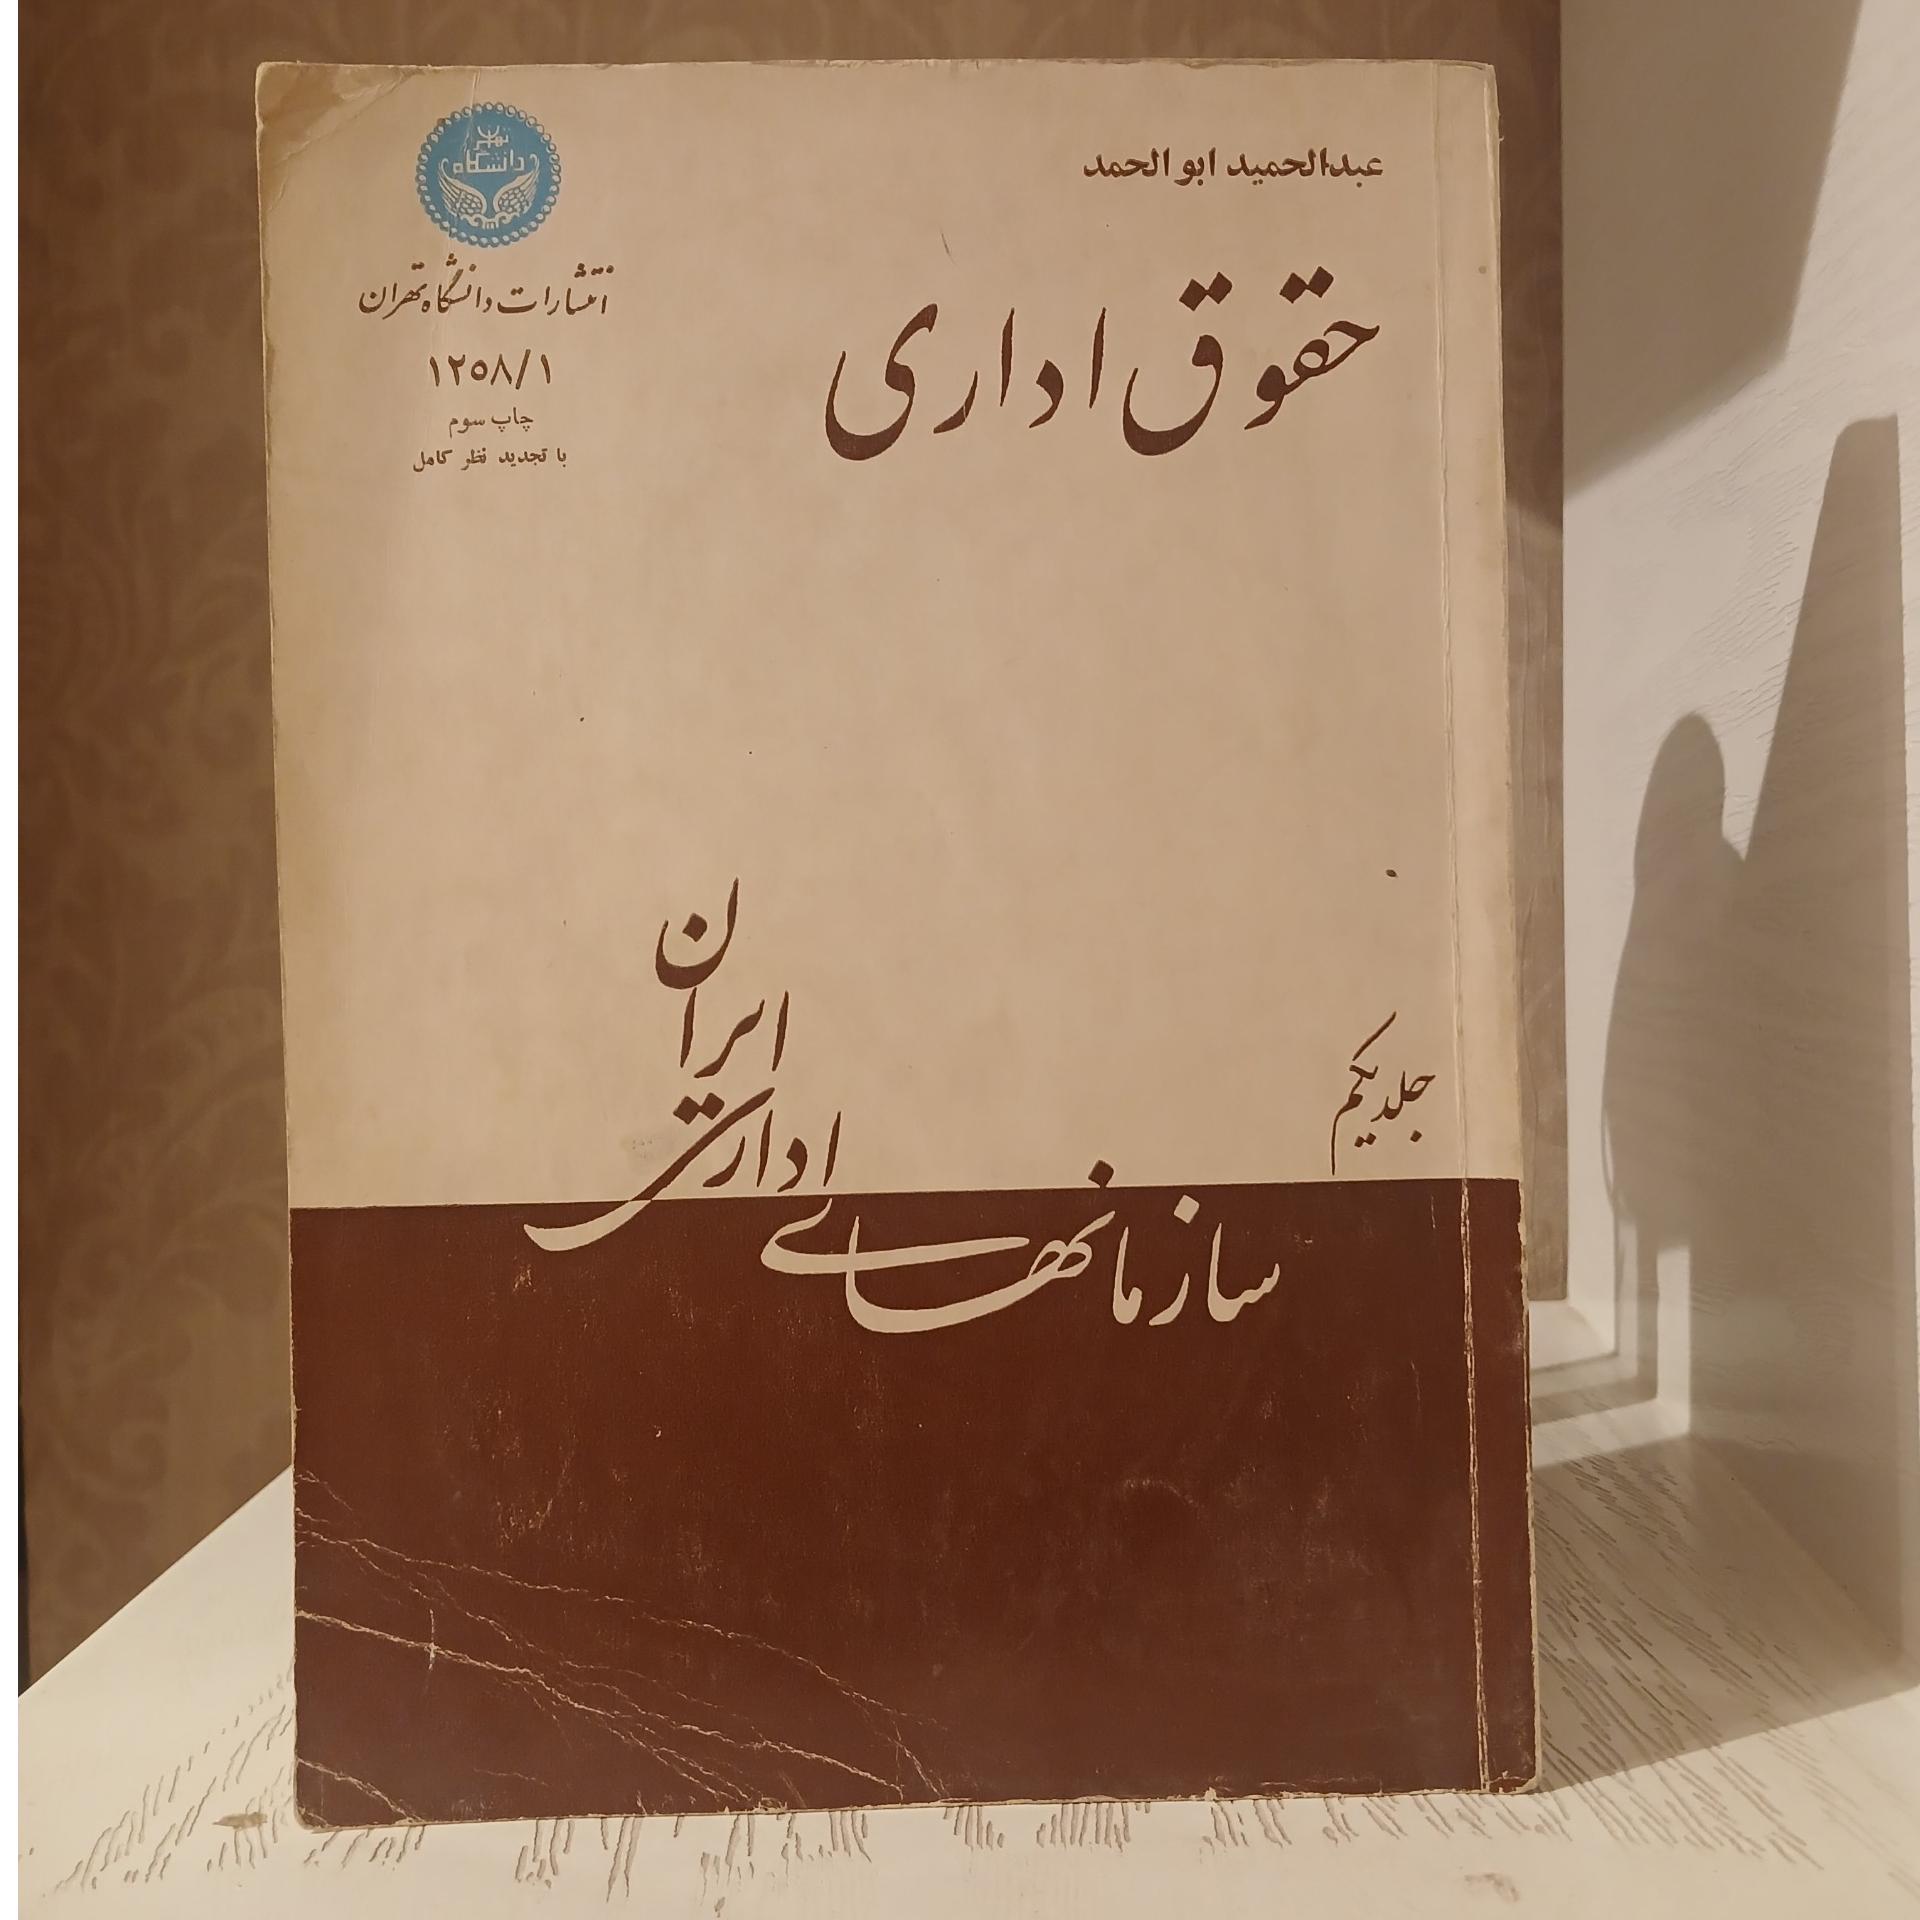 عبدالحمید ابوالحمد
حقوق اداری
دانشگاه تهران
انتشارات دانشگاه تهران
۱۲۵۸/۱
چاپ سوم
با تجدید نظر کامل
جلد یکم
سازمانهای اداری ایران